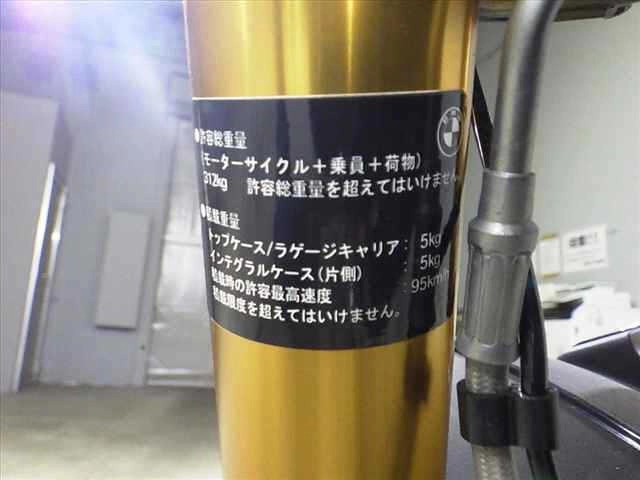 ●許容総重量
(モーターサイクル＋乗員＋荷物)
312kg 許容総重量を超えてはいけません
●積載重量
トップケース/ラゲージキャリア: 5kg
インテグラルケース(片側) : 5kg
積載時の許容最高速度 : 95km/h
積載限度を超えてはいけません。